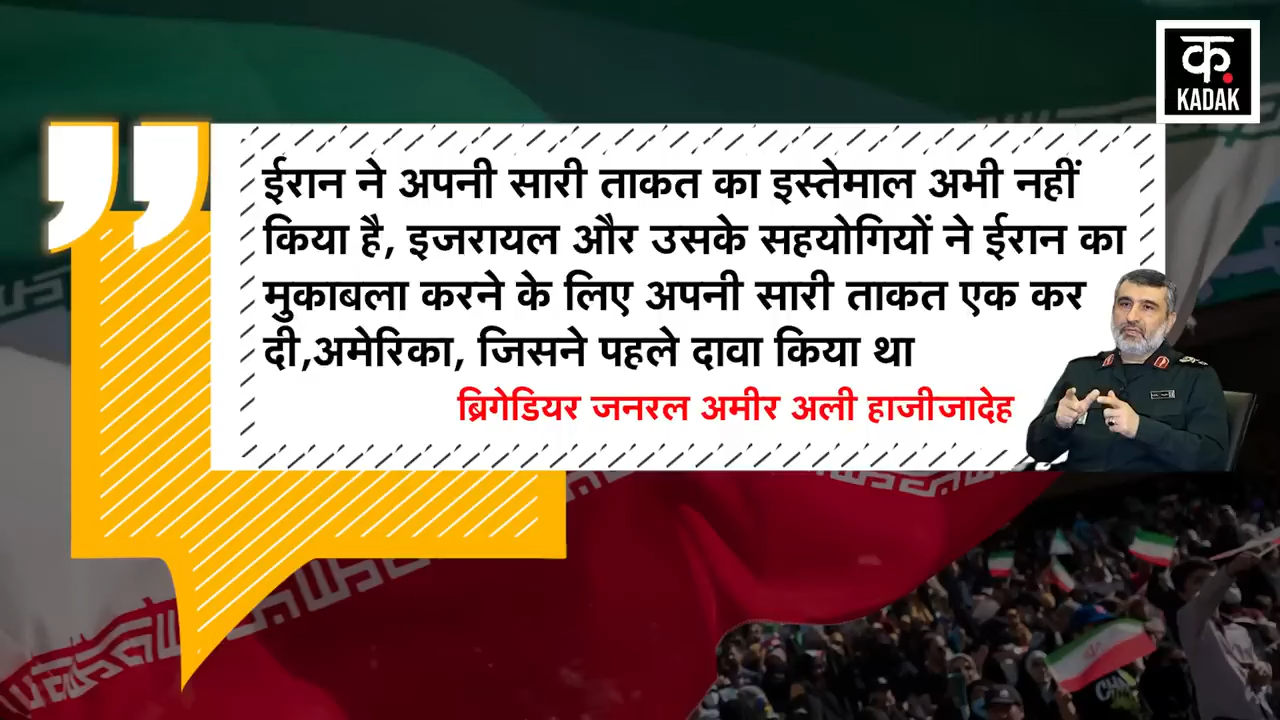 क
KADAK
ईरान ने अपनी सारी ताकत का इस्तेमाल अभी नहीं
किया है, इजरायल और उसके सहयोगियों ने ईरान का
मुकाबला करने के लिए अपनी सारी ताकत एक कर
दी,अमेरिका, जिसने पहले दावा किया था
ब्रिगेडियर जनरल अमीर अली हाजीजादेह